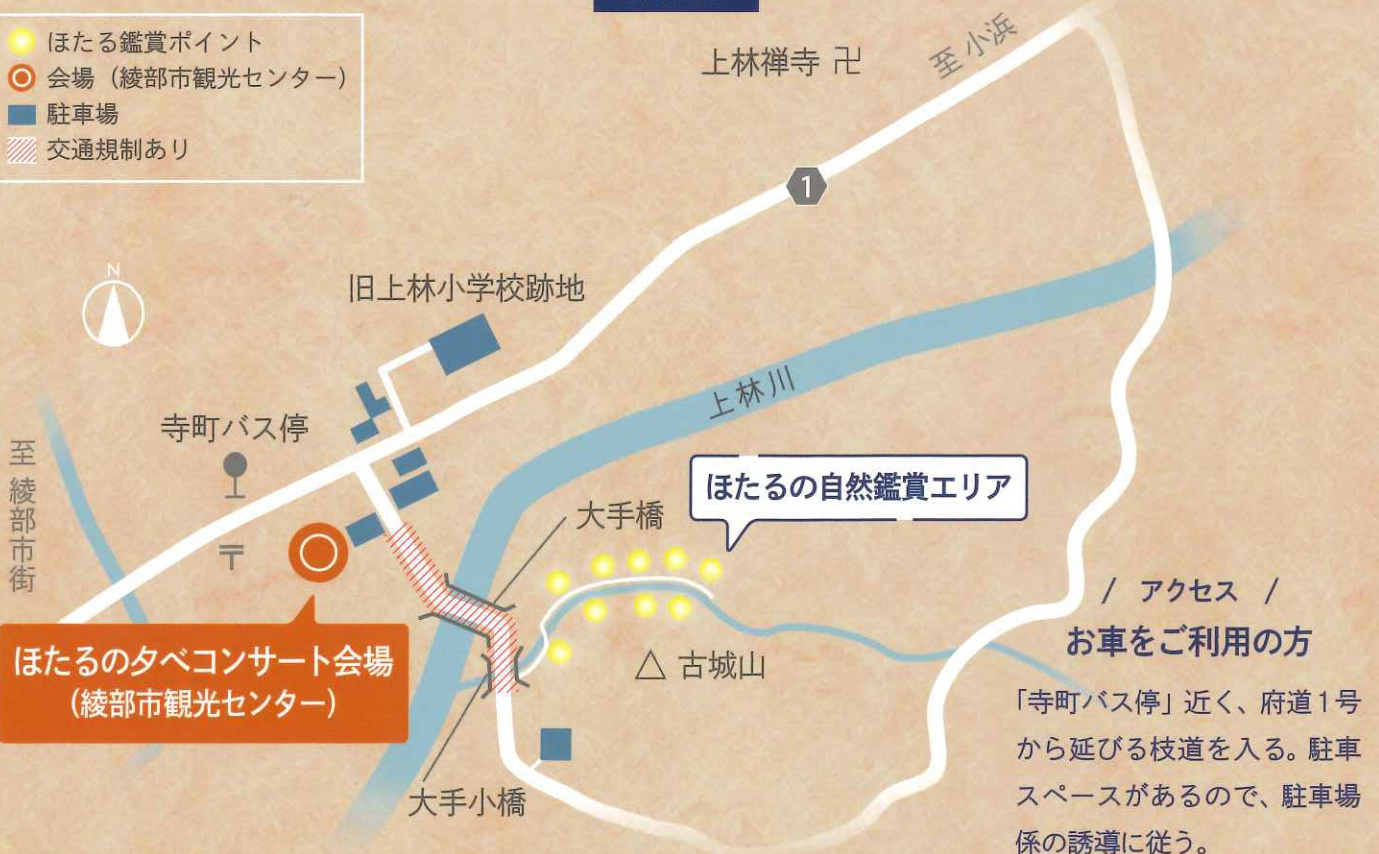 ほたる鑑賞ポイント
会場（綾部市観光センター）
駐車場
交通規制あり
上林禅寺 卍
至 小浜
1
N
旧上林小学校跡地
寺町バス停
上林川
至 綾部市街
ほたるの自然鑑賞エリア
大手橋
〒
ほたるの夕べコンサート会場
（綾部市観光センター）
△ 古城山
大手小橋
/ アクセス /
お車をご利用の方
「寺町バス停」近く、府道1号
から延びる枝道を入る。駐車
スペースがあるので、駐車場
係の誘導に従う。